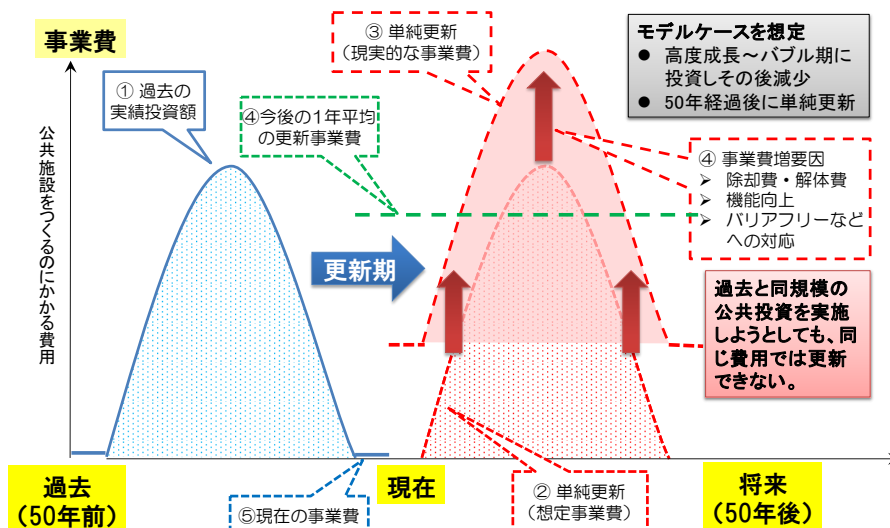 事業費
公共施設をつくるのにかかる費用
① 過去の
実績投資額
④今後の1年平均
の更新事業費
③ 単純更新
（現実的な事業費）
モデルケースを想定
● 高度成長～バブル期に
投資しその後減少
● 50年経過後に単純更新
④ 事業費増要因
➢ 除却費・解体費
➢ 機能向上
➢ バリアフリーなど
への対応
更新期
過去と同規模の
公共投資を実施
しようとしても、同
じ費用では更新
できない。
過去
（50年前）
⑤現在の事業費
現在
② 単純更新
（想定事業費）
将来
（50年後）